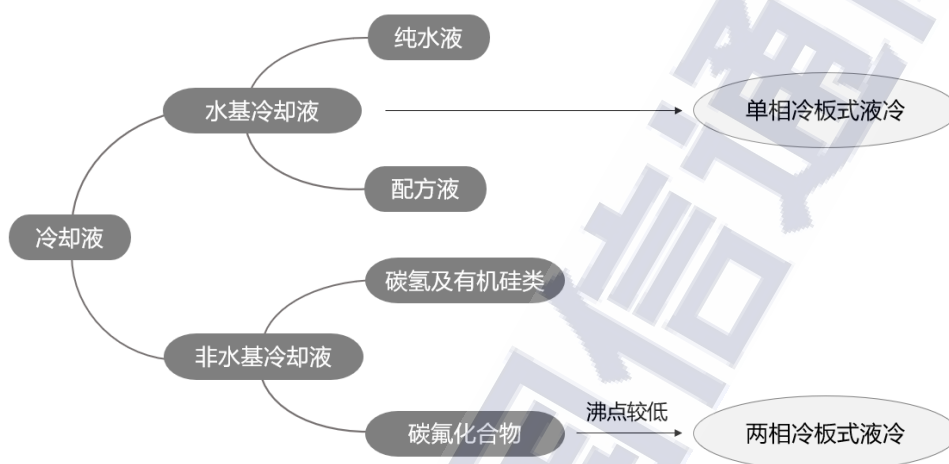 纯水液
水基冷却液
单相冷板式液冷
配方液
冷却液
碳氢及有机硅类
非水基冷却液
沸点较低
碳氟化合物
两相冷板式液冷